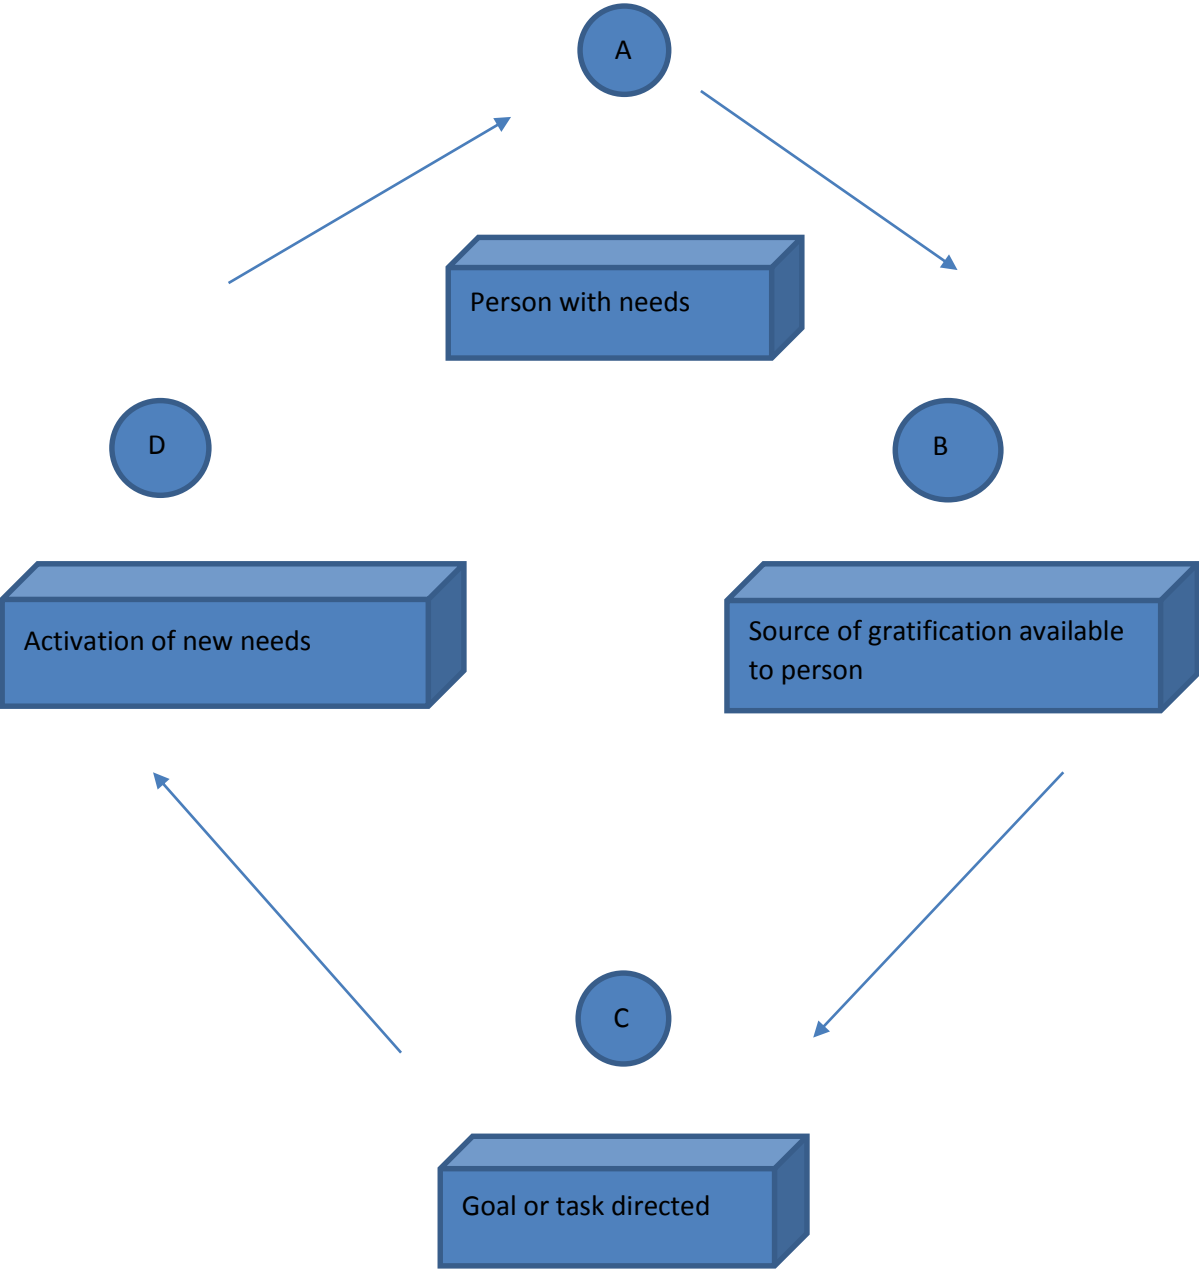 A
Person with needs
D
B
Activation of new needs
Source of gratification available
to person
C
Goal or task directed